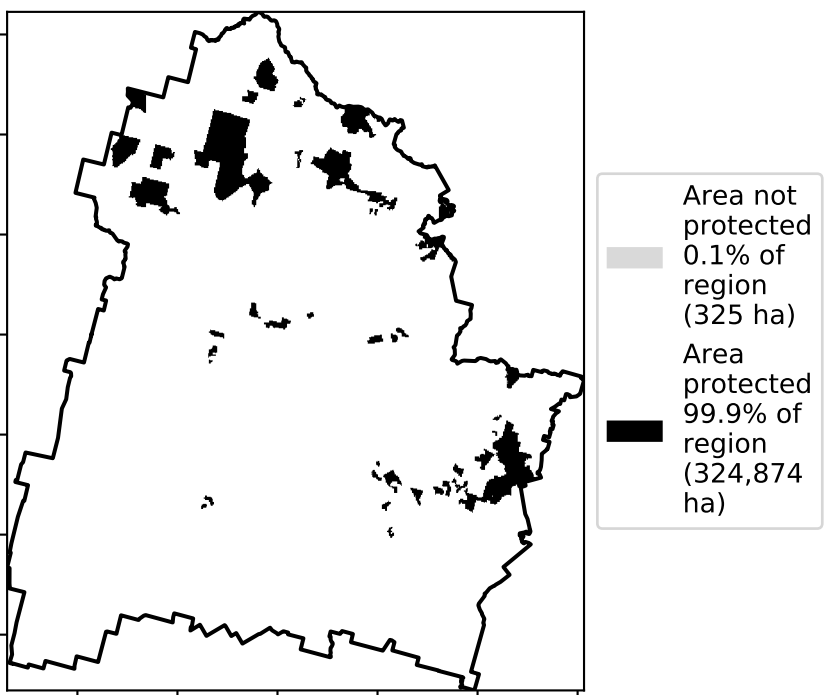 Area not
protected
0.1% of
region
(325 ha)
Area
protected
99.9% of
region
(324,874
ha)